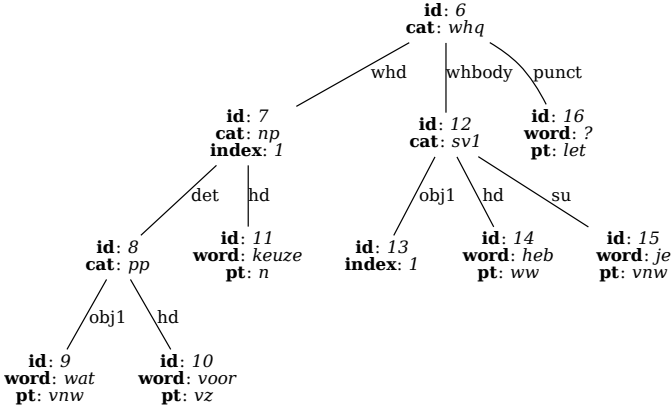 id: 6
cat: whq
whd
whbody
punct
id: 7
cat: np
index: 1
id: 12
cat: sv1
id: 16
word: ?
pt: let
det
hd
obj1
hd
su
id: 8
cat: pp
id: 11
word: keuze
pt: n
id: 13
index: 1
id: 14
word: heb
pt: ww
id: 15
word: je
pt: vnw
obj1
hd
id: 9
word: wat
pt: vnw
id: 10
word: voor
pt: vz